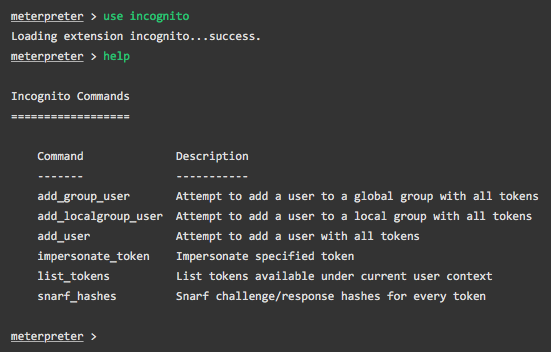 meterpreter > use incognito
Loading extension incognito...success.
meterpreter > help
Incognito Commands
==================
Command Description
------- -----------
add_group_user Attempt to add a user to a global group with all tokens
add_localgroup_user Attempt to add a user to a local group with all tokens
add_user Attempt to add a user with all tokens
impersonate_token Impersonate specified token
list_tokens List tokens available under current user context
snarf_hashes Snarf challenge/response hashes for every token
meterpreter >